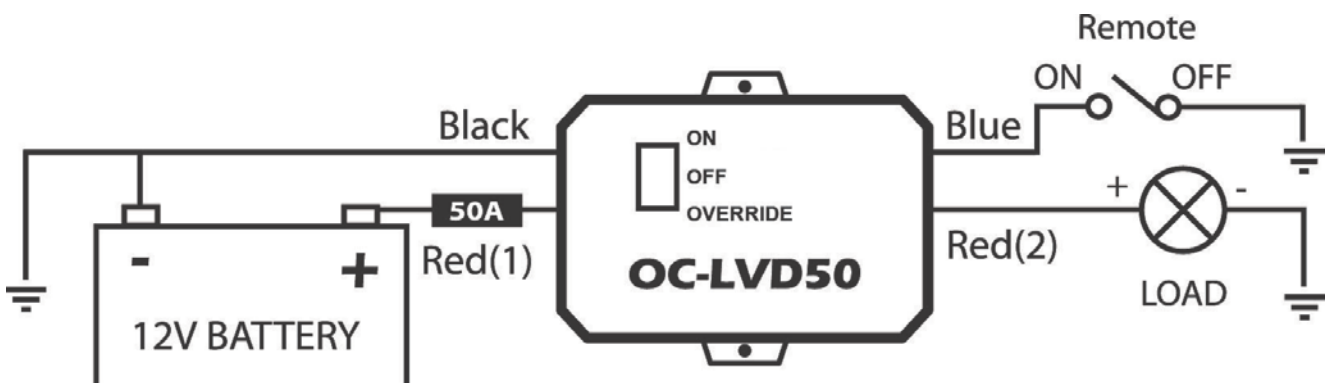 Remote
ON OFF
Black
Blue
ON
OFF
OVERRIDE
50A
Red(1)
Red(2)
+ -
- +
OC-LVD50
LOAD
12V BATTERY